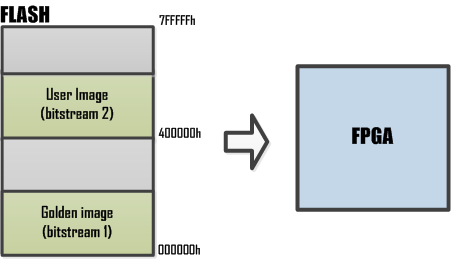 FLASH
7FFFFFh
User Image
(bitstream 2)
400000h
FPGA
Golden image
(bitstream 1)
000000h